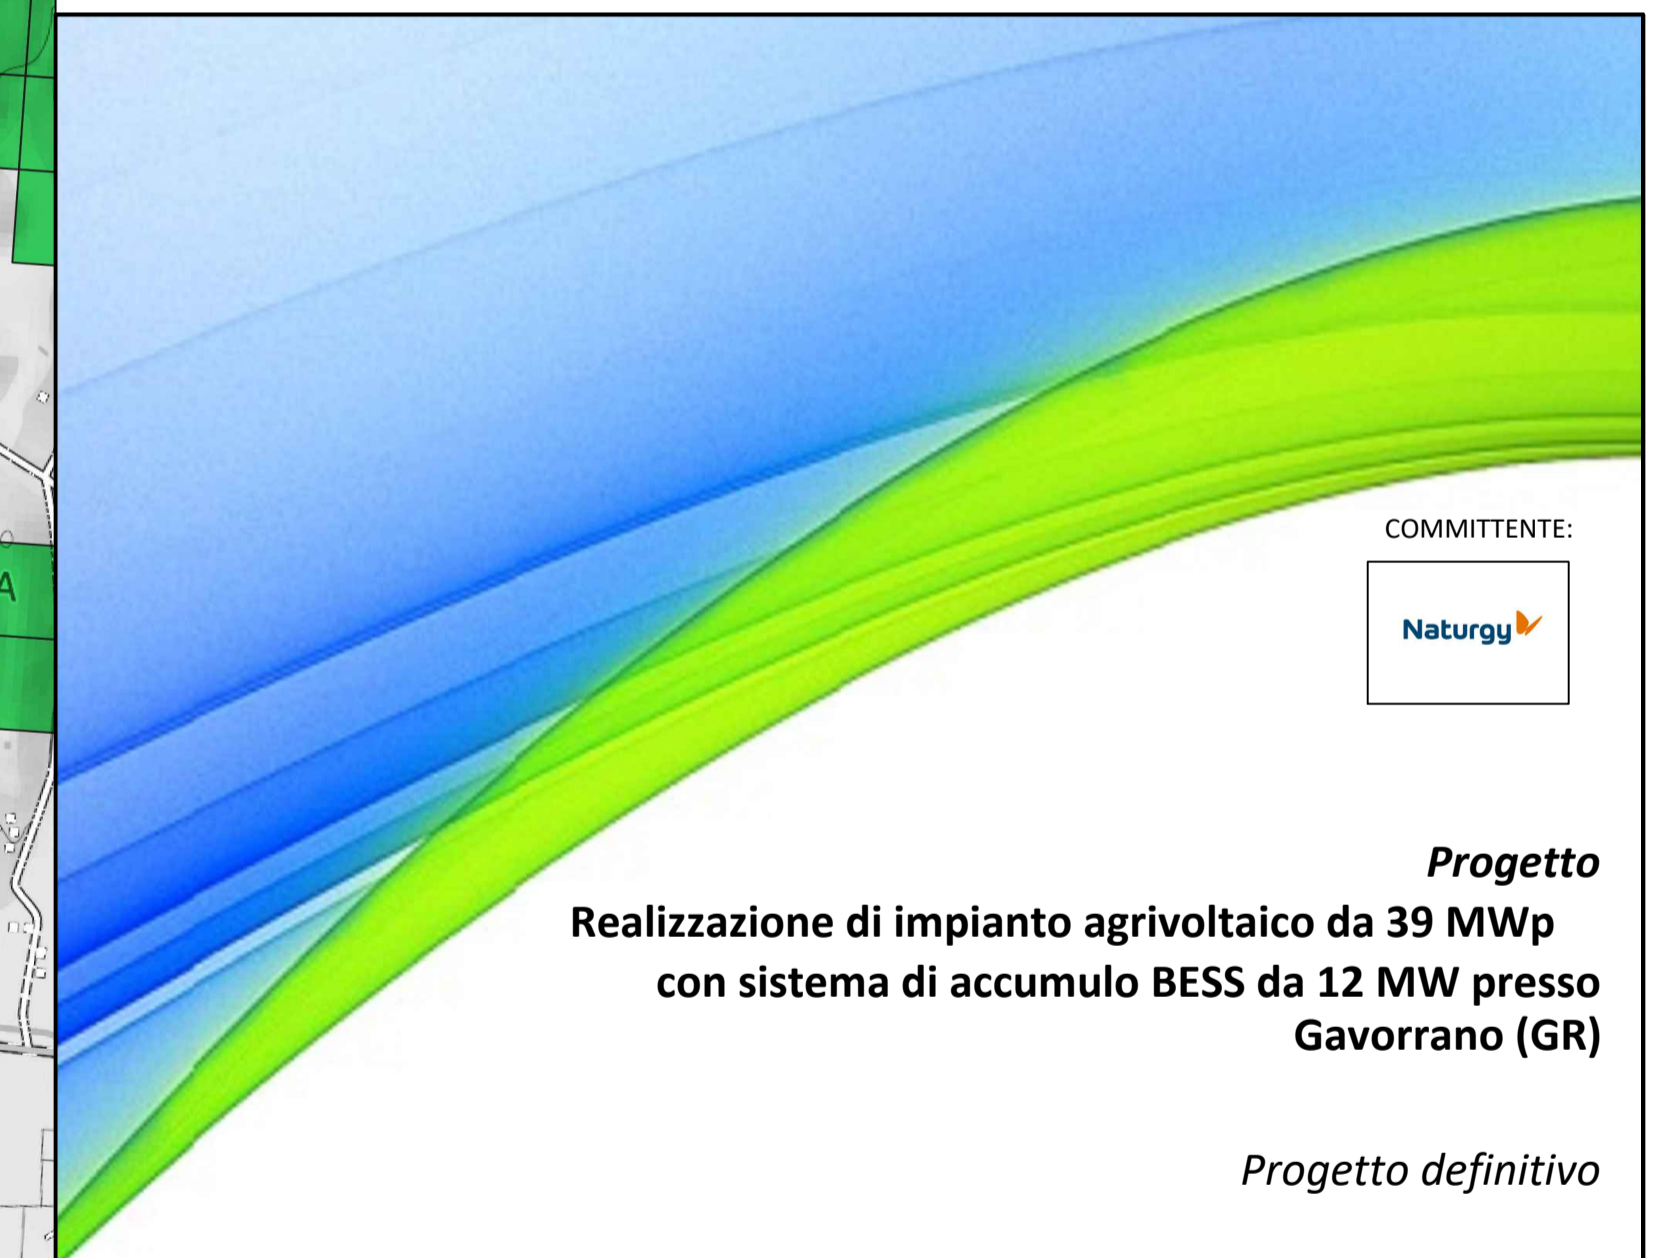 A
COMMITTENTE:
Naturgy
Progetto
Realizzazione di impianto agrivoltaico da 39 MWp
con sistema di accumulo BESS da 12 MW presso
Gavorrano (GR)
Progetto definitivo